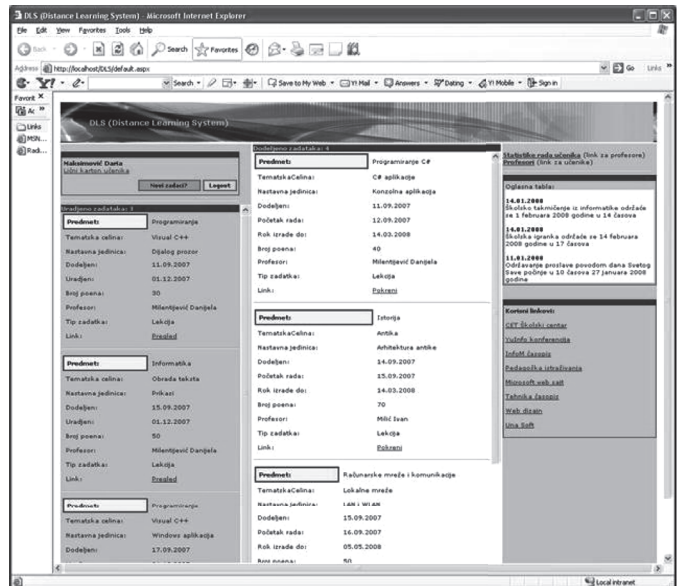 DLS (Distance Learning System) - Microsoft Internet Explorer
File Edit View Favorites Tools Help
Back Search Favorites
Address http://localhost/DLS/default.aspx Go Links
Search Save to My Web Y! Mail Answers Dating Y! Mobile Sign in
Favorit X
Links
MSN...
Radi...
DLS (Distance Learning System)
Maksimović Darta
Lični karton učenika
Novi zadaci? Logout
Urađeno zadataka: 3
Predmet: Programiranje
Tematska celina: Visual C++
Nastavna jedinica: Dijalog prozor
Dodeljen: 11.09.2007
Urađen: 01.12.2007
Broj poena: 30
Profesor: Milentijević Danijela
Tip zadatka: Lekcija
Link: Pregled
Predmet: Informatika
Tematska celina: Obrada teksta
Nastavna jedinica: Prikazi
Dodeljen: 15.09.2007
Urađen: 01.12.2007
Broj poena: 50
Profesor: Milentijević Danijela
Tip zadatka: Lekcija
Link: Pregled
Predmet: Programiranje
Tematska celina: Visual C++
Nastavna jedinica: Windows aplikacija
Dodeljen: 17.09.2007
Dodeljeno zadataka: 4
Predmet: Programiranje C#
TematskaCelina: C# aplikacije
Nastavna jedinica: Konzolna aplikacija
Dodeljen: 11.09.2007
Početak rada: 12.09.2007
Rok izrade do: 14.03.2008
Broj poena: 40
Profesor: Milentijević Danijela
Tip zadatka: Lekcija
Link: Pokreni
Predmet: Istorija
TematskaCelina: Antika
Nastavna jedinica: Arhitektura antike
Dodeljen: 14.09.2007
Početak rada: 15.09.2007
Rok izrade do: 14.03.2008
Broj poena: 70
Profesor: Milić Ivan
Tip zadatka: Lekcija
Link: Pokreni
Predmet: Računarske mreže i komunikacije
TematskaCelina: Lokalne mreže
Nastavna jedinica: LAN i WLAN
Dodeljen: 15.09.2007
Početak rada: 16.09.2007
Rok izrade do: 05.05.2008
Broj poena: 50
Statistika rada učenika (link za profesore)
Profesori (link za učenike)
Oglasna tabla:
14.01.2008
Školsko takmičenje iz informatike održaće
se 1 februara 2008 godine u 14 časova
14.01.2008
Školska igranka održaće se 14 februara
2008 godine u 17 časova
11.01.2008
Održavanje proslave povodom dana Svetog
Save počinje u 10 časova 27 januara 2008
godine
Korisni linkovi:
CET Školski centar
YuInfo konferencija
InfoM časopis
Pedagoška istraživanja
Microsoft web sajt
Tehnika časopis
Web dizajn
Una Soft
Local intranet